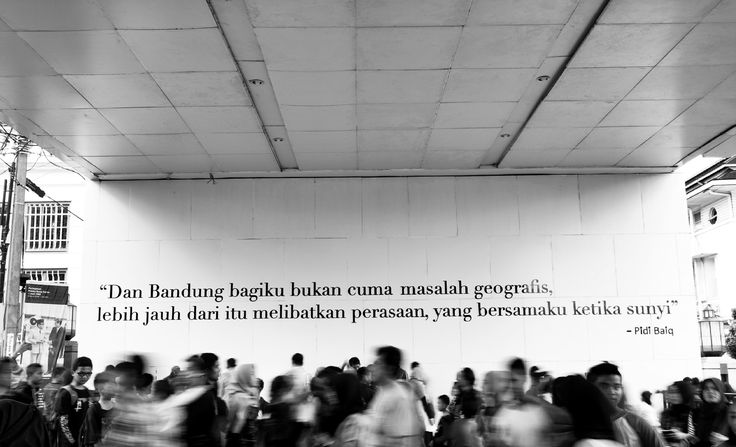 “Dan Bandung bagiku bukan cuma masalah geografis,
lebih jauh dari itu melibatkan perasaan, yang bersamaku ketika sunyi”
- Pidi Baiq